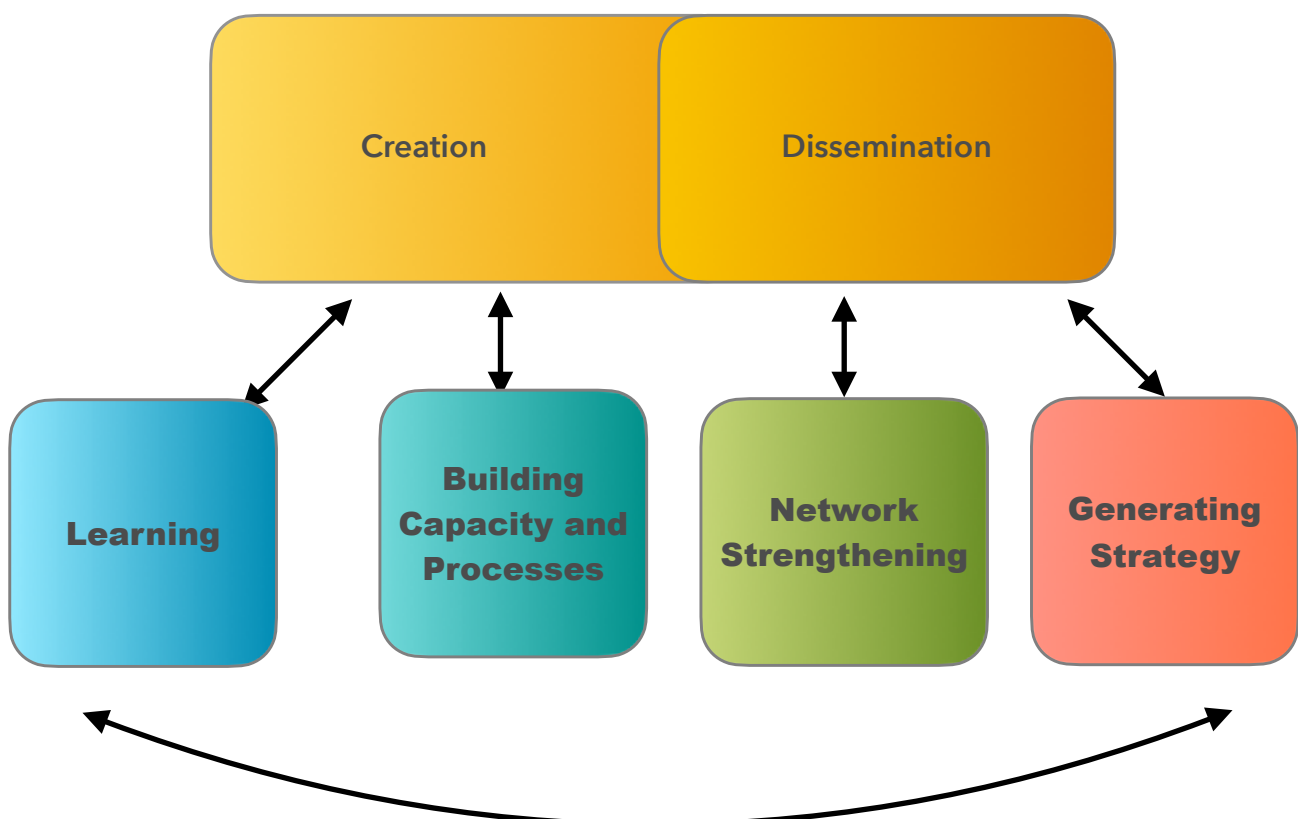 Creation
Dissemination
Learning
Building
Capacity and
Processes
Network
Strengthening
Generating
Strategy